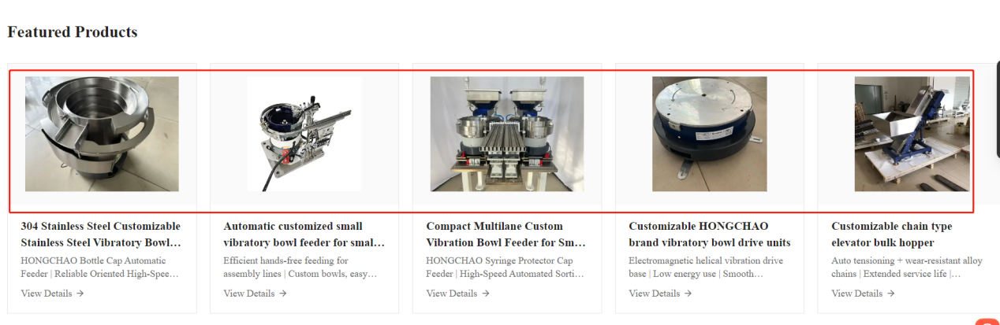 Featured Products
304 Stainless Steel Customizable
Stainless Steel Vibratory Bowl…
HONGCHAO Bottle Cap Automatic
Feeder | Reliable Oriented High-Spee…
View Details →
Automatic customized small
vibratory bowl feeder for smal…
Efficient hands-free feeding for
assembly lines | Custom bowls, easy…
View Details →
Compact Multilane Custom
Vibration Bowl Feeder for Sm…
HONGCHAO Syringe Protector Cap
Feeder | High-Speed Automated Sorti…
View Details →
Customizable HONGCHAO
brand vibratory bowl drive units
Electromagnetic helical vibration drive
base | Low energy use | Smooth…
View Details →
Customizable chain type
elevator bulk hopper
Auto tensioning + wear-resistant alloy
chains | Extended service life |…
View Details →